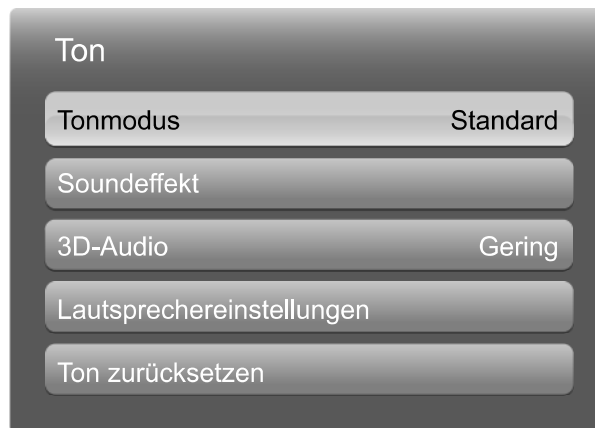 Ton
Tonmodus Standard
Soundeffekt
3D-Audio Gering
Lautsprechereinstellungen
Ton zurücksetzen